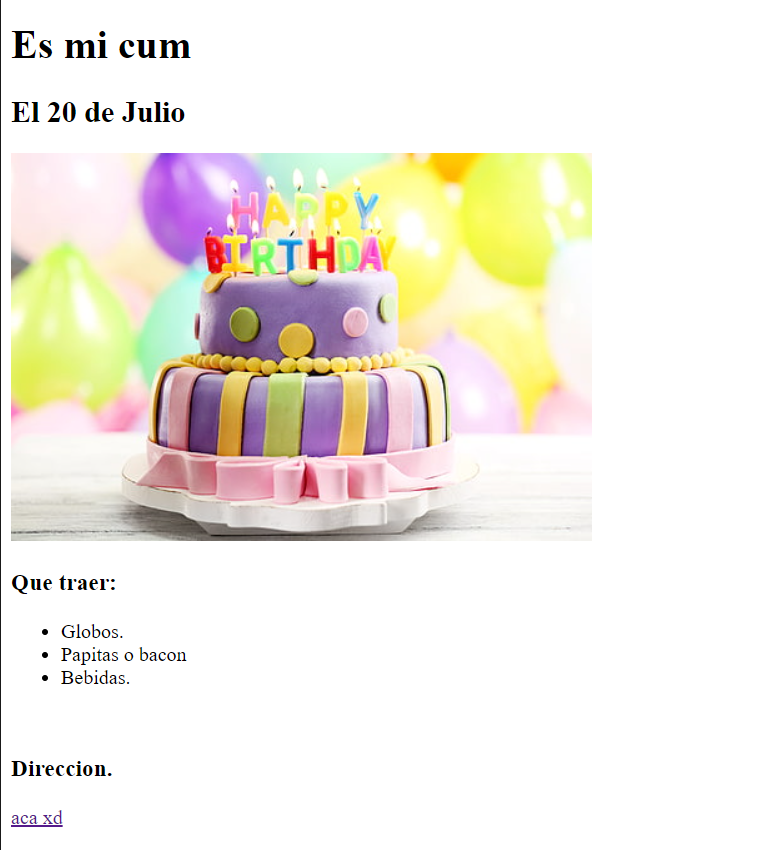 Es mi cum
El 20 de Julio
HAPPY
BIRTHDAY
Que traer:
Globos.
Papitas o bacon
Bebidas.
Direccion.
aca xd